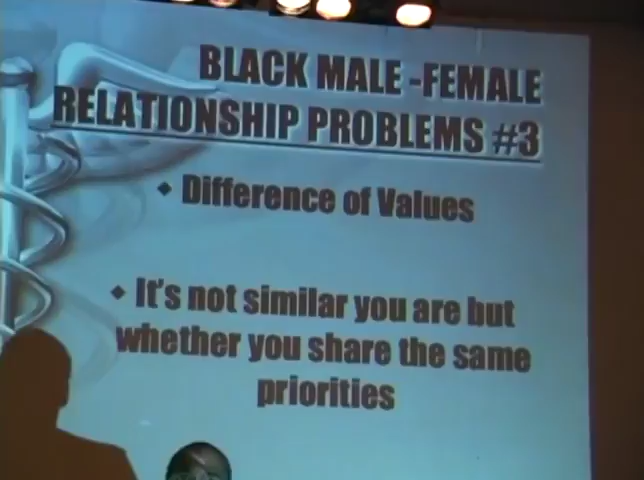 BLACK MALE -FEMALE
RELATIONSHIP PROBLEMS #3
◆ Difference of Values
◆ It's not similar you are but
whether you share the same
priorities